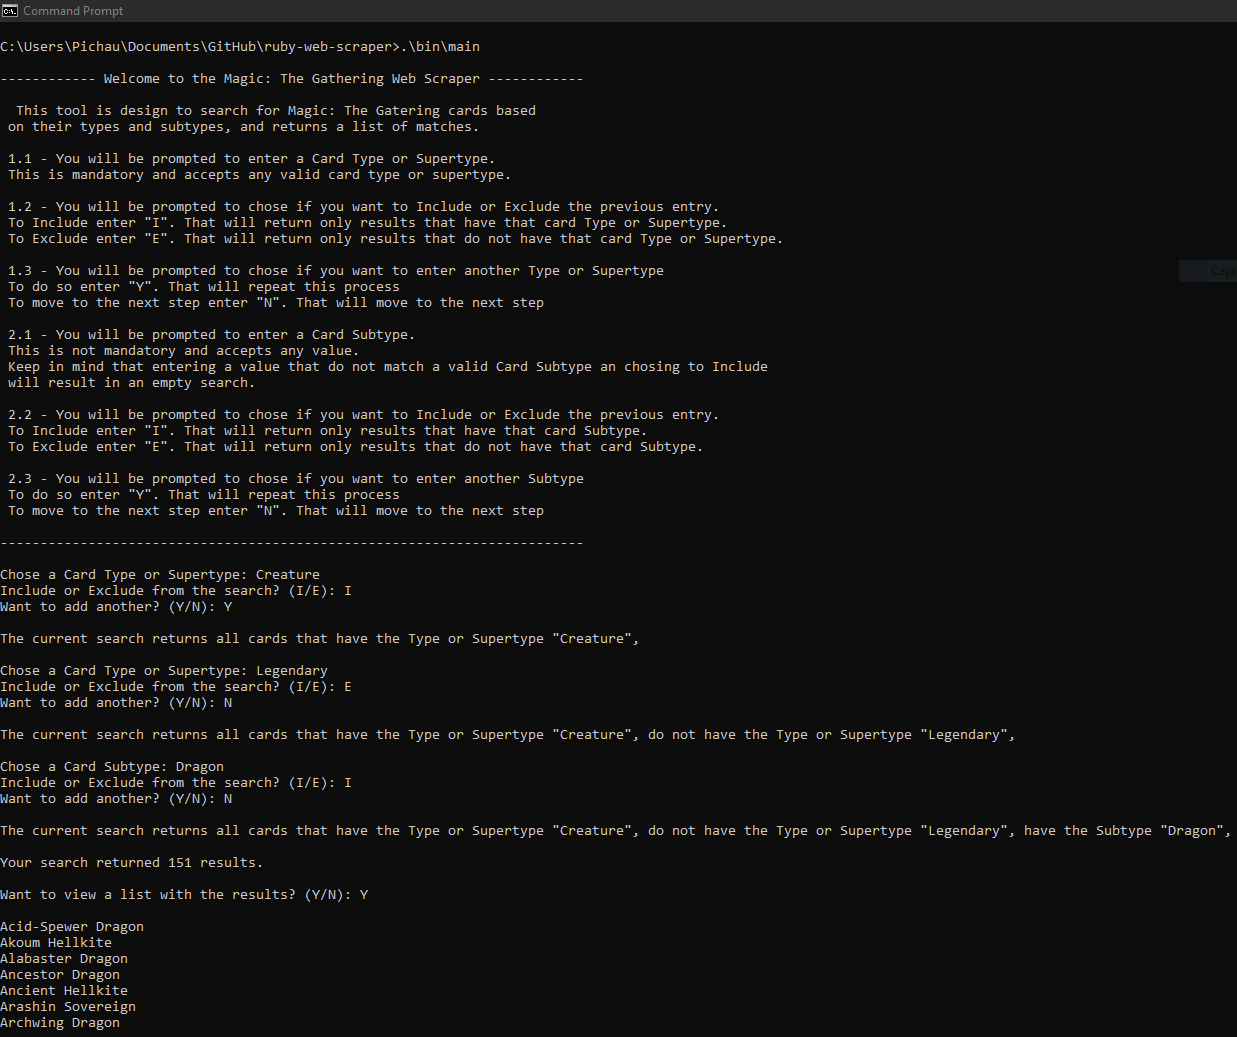 Command Prompt
C:\Users\Pichau\Documents\GitHub\ruby-web-scraper>.\bin\main
------------ Welcome to the Magic: The Gathering Web Scraper ------------
This tool is design to search for Magic: The Gatering cards based
on their types and subtypes, and returns a list of matches.
1.1 - You will be prompted to enter a Card Type or Supertype.
This is mandatory and accepts any valid card type or supertype.
1.2 - You will be prompted to chose if you want to Include or Exclude the previous entry.
To Include enter "I". That will return only results that have that card Type or Supertype.
To Exclude enter "E". That will return only results that do not have that card Type or Supertype.
1.3 - You will be prompted to chose if you want to enter another Type or Supertype
To do so enter "Y". That will repeat this process
To move to the next step enter "N". That will move to the next step
2.1 - You will be prompted to enter a Card Subtype.
This is not mandatory and accepts any value.
Keep in mind that entering a value that do not match a valid Card Subtype an chosing to Include
will result in an empty search.
2.2 - You will be prompted to chose if you want to Include or Exclude the previous entry.
To Include enter "I". That will return only results that have that card Subtype.
To Exclude enter "E". That will return only results that do not have that card Subtype.
2.3 - You will be prompted to chose if you want to enter another Subtype
To do so enter "Y". That will repeat this process
To move to the next step enter "N". That will move to the next step
-------------------------------------------------------------------------
Chose a Card Type or Supertype: Creature
Include or Exclude from the search? (I/E): I
Want to add another? (Y/N): Y
The current search returns all cards that have the Type or Supertype "Creature",
Chose a Card Type or Supertype: Legendary
Include or Exclude from the search? (I/E): E
Want to add another? (Y/N): N
The current search returns all cards that have the Type or Supertype "Creature", do not have the Type or Supertype "Legendary",
Chose a Card Subtype: Dragon
Include or Exclude from the search? (I/E): I
Want to add another? (Y/N): N
The current search returns all cards that have the Type or Supertype "Creature", do not have the Type or Supertype "Legendary", have the Subtype "Dragon",
Your search returned 151 results.
Want to view a list with the results? (Y/N): Y
Acid-Spewer Dragon
Akoum Hellkite
Alabaster Dragon
Ancestor Dragon
Ancient Hellkite
Arashin Sovereign
Archwing Dragon